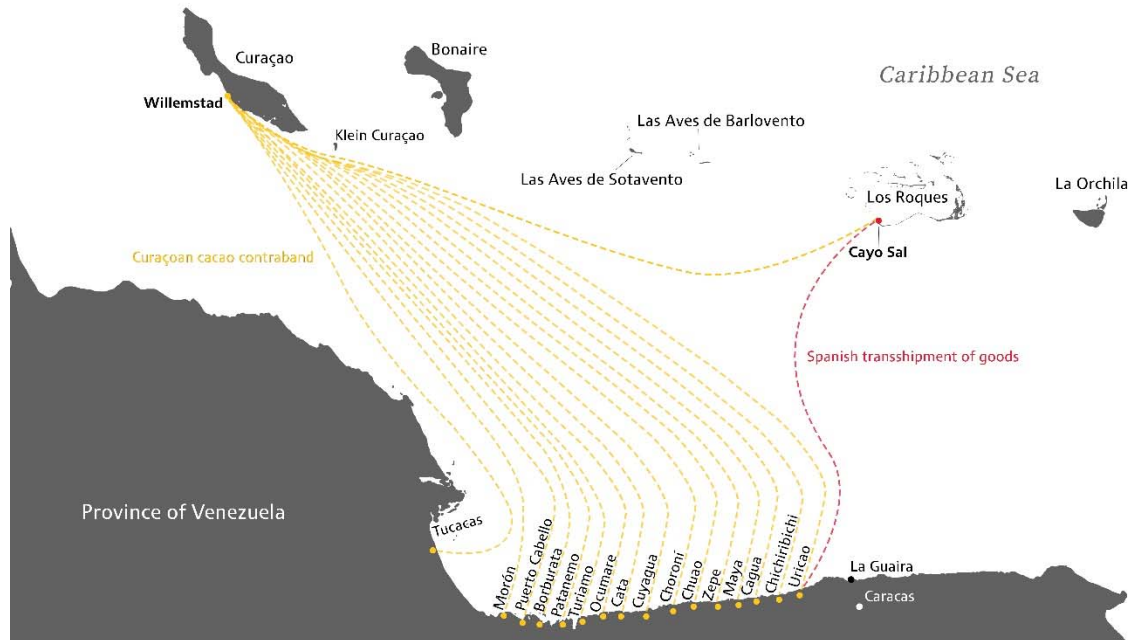 Curaçao
Bonaire
Caribbean Sea
Willemstad
Klein Curaçao
Las Aves de Barlovento
Las Aves de Sotavento
Los Roques
La Orchila
Cayo Sal
Curaçoan cacao contraband
Spanish transshipment of goods
Province of Venezuela
Tucacas
Morón
Puerto Cabello
Borburata
Patanemo
Turiamo
Ocumare
Cata
Cuyagua
Choroní
Chuao
Zepe
Maya
Cagua
Chichiribichi
Uricao
La Guaira
Caracas